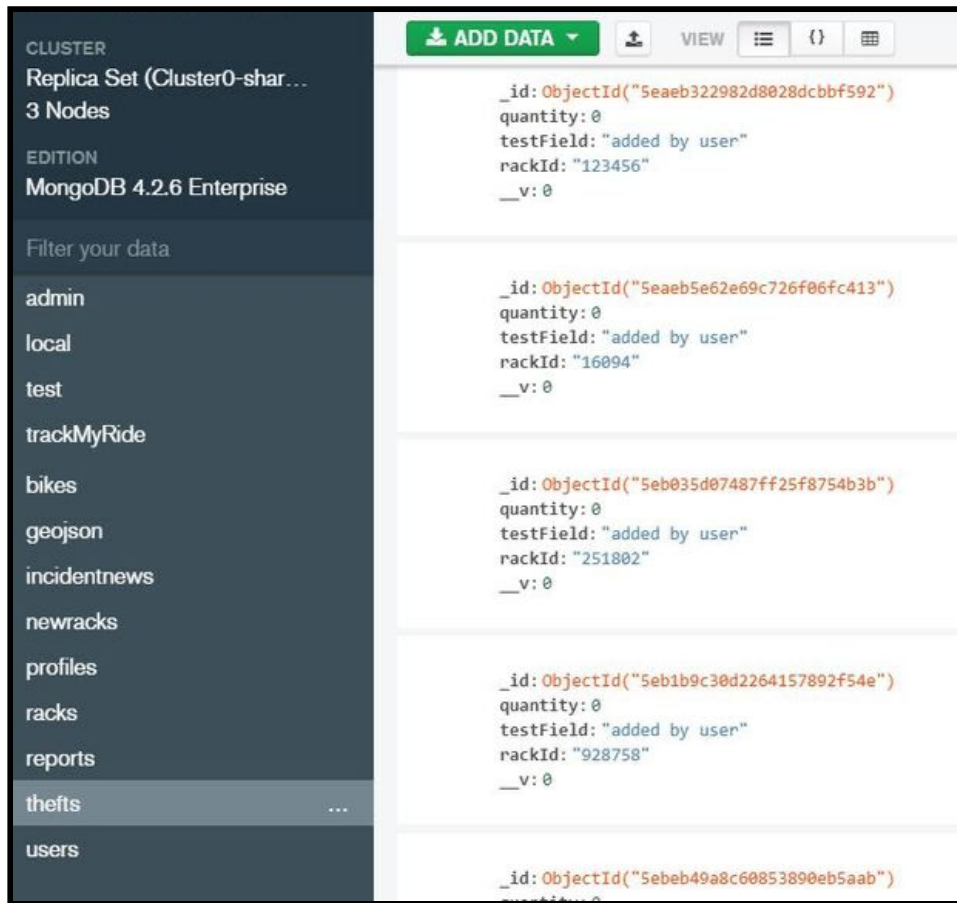 CLUSTER
Replica Set (Cluster0-shar...
3 Nodes
EDITION
MongoDB 4.2.6 Enterprise
Filter your data
admin
local
test
trackMyRide
bikes
geojson
incidentnews
newracks
profiles
racks
reports
thefts ...
users
ADD DATA VIEW {}
_id: ObjectId("5eaeb322982d8028dcbbf592")
quantity: 0
testField: "added by user"
rackId: "123456"
__v: 0
_id: ObjectId("5eaeb5e62e69c726f06fc413")
quantity: 0
testField: "added by user"
rackId: "16094"
__v: 0
_id: ObjectId("5eb035d07487ff25f8754b3b")
quantity: 0
testField: "added by user"
rackId: "251802"
__v: 0
_id: ObjectId("5eb1b9c30d2264157892f54e")
quantity: 0
testField: "added by user"
rackId: "928758"
__v: 0
_id: ObjectId("5ebeb49a8c60853890eb5aab")